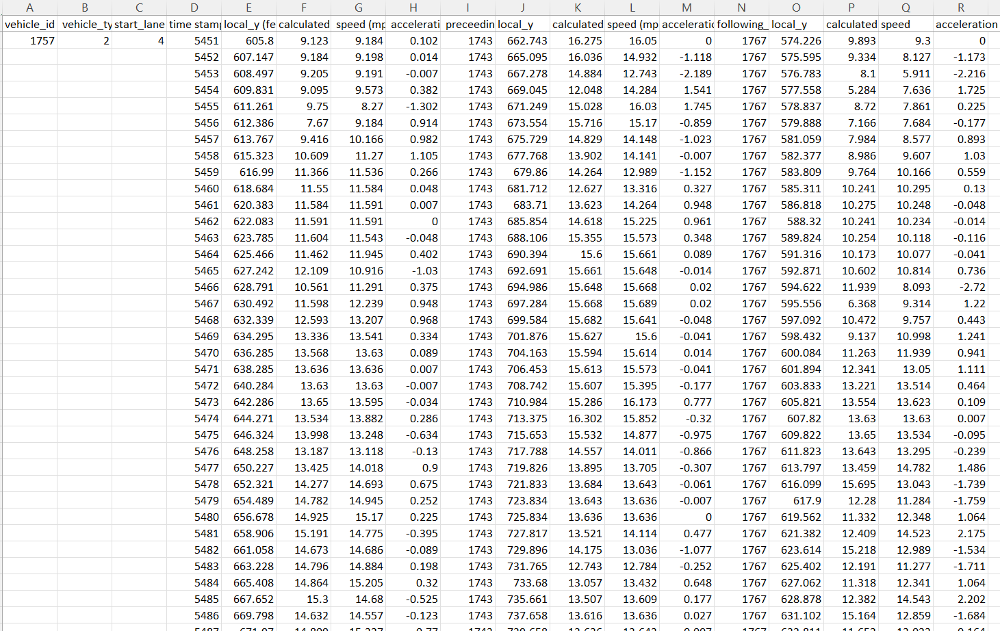 A B C D E F G H I J K L M N O P Q R
vehicle_id vehicle_ty start_lane time stam local_y (fe calculated speed (mp accelerati preceedin local_y calculated speed (mp acceleratic following_ local_y calculated speed acceleration
1757 2 4 5451 605.8 9.123 9.184 0.102 1743 662.743 16.275 16.05 0 1767 574.226 9.893 9.3 0
5452 607.147 9.184 9.198 0.014 1743 665.095 16.036 14.932 -1.118 1767 575.595 9.334 8.127 -1.173
5453 608.497 9.205 9.191 -0.007 1743 667.278 14.884 12.743 -2.189 1767 576.783 8.1 5.911 -2.216
5454 609.831 9.095 9.573 0.382 1743 669.045 12.048 14.284 1.541 1767 577.558 5.284 7.636 1.725
5455 611.261 9.75 8.27 -1.302 1743 671.249 15.028 16.03 1.745 1767 578.837 8.72 7.861 0.225
5456 612.386 7.67 9.184 0.914 1743 673.554 15.716 15.17 -0.859 1767 579.888 7.166 7.684 -0.177
5457 613.767 9.416 10.166 0.982 1743 675.729 14.829 14.148 -1.023 1767 581.059 7.984 8.577 0.893
5458 615.323 10.609 11.27 1.105 1743 677.768 13.902 14.141 -0.007 1767 582.377 8.986 9.607 1.03
5459 616.99 11.366 11.536 0.266 1743 679.86 14.264 12.989 -1.152 1767 583.809 9.764 10.166 0.559
5460 618.684 11.55 11.584 0.048 1743 681.712 12.627 13.316 0.327 1767 585.311 10.241 10.295 0.13
5461 620.383 11.584 11.591 0.007 1743 683.71 13.623 14.264 0.948 1767 586.818 10.275 10.248 -0.048
5462 622.083 11.591 11.591 0 1743 685.854 14.618 15.225 0.961 1767 588.32 10.241 10.234 -0.014
5463 623.785 11.604 11.543 -0.048 1743 688.106 15.355 15.573 0.348 1767 589.824 10.254 10.118 -0.116
5464 625.466 11.462 11.945 0.402 1743 690.394 15.6 15.661 0.089 1767 591.316 10.173 10.077 -0.041
5465 627.242 12.109 10.916 -1.03 1743 692.691 15.661 15.648 -0.014 1767 592.871 10.602 10.814 0.736
5466 628.791 10.561 11.291 0.375 1743 694.986 15.648 15.668 0.02 1767 594.622 11.939 8.093 -2.72
5467 630.492 11.598 12.239 0.948 1743 697.284 15.668 15.689 0.02 1767 595.556 6.368 9.314 1.22
5468 632.339 12.593 13.207 0.968 1743 699.584 15.682 15.641 -0.048 1767 597.092 10.472 9.757 0.443
5469 634.295 13.336 13.541 0.334 1743 701.876 15.627 15.6 -0.041 1767 598.432 9.137 10.998 1.241
5470 636.285 13.568 13.63 0.089 1743 704.163 15.594 15.614 0.014 1767 600.084 11.263 11.939 0.941
5471 638.285 13.636 13.636 0.007 1743 706.453 15.613 15.573 -0.041 1767 601.894 12.341 13.05 1.111
5472 640.284 13.63 13.63 -0.007 1743 708.742 15.607 15.395 -0.177 1767 603.833 13.221 13.514 0.464
5473 642.286 13.65 13.595 -0.034 1743 710.984 15.286 16.173 0.777 1767 605.821 13.554 13.623 0.109
5474 644.271 13.534 13.882 0.286 1743 713.375 16.302 15.852 -0.32 1767 607.82 13.63 13.63 0.007
5475 646.324 13.998 13.248 -0.634 1743 715.653 15.532 14.877 -0.975 1767 609.822 13.65 13.534 -0.095
5476 648.258 13.187 13.118 -0.13 1743 717.788 14.557 14.011 -0.866 1767 611.823 13.643 13.295 -0.239
5477 650.227 13.425 14.018 0.9 1743 719.826 13.895 13.705 -0.307 1767 613.797 13.459 14.782 1.486
5478 652.321 14.277 14.693 0.675 1743 721.833 13.684 13.643 -0.061 1767 616.099 15.695 13.043 -1.739
5479 654.489 14.782 14.945 0.252 1743 723.834 13.643 13.636 -0.007 1767 617.9 12.28 11.284 -1.759
5480 656.678 14.925 15.17 0.225 1743 725.834 13.636 13.636 0 1767 619.562 11.332 12.348 1.064
5481 658.906 15.191 14.775 -0.395 1743 727.817 13.521 14.114 0.477 1767 621.382 12.409 14.523 2.175
5482 661.058 14.673 14.686 -0.089 1743 729.896 14.175 13.036 -1.077 1767 623.614 15.218 12.989 -1.534
5483 663.228 14.796 14.884 0.198 1743 731.765 12.743 12.784 -0.252 1767 625.402 12.191 11.277 -1.711
5484 665.408 14.864 15.205 0.32 1743 733.68 13.057 13.432 0.648 1767 627.062 11.318 12.341 1.064
5485 667.652 15.3 14.68 -0.525 1743 735.661 13.507 13.609 0.177 1767 628.878 12.382 14.543 2.202
5486 669.798 14.632 14.557 -0.123 1743 737.658 13.616 13.636 0.027 1767 631.102 15.164 12.859 -1.684